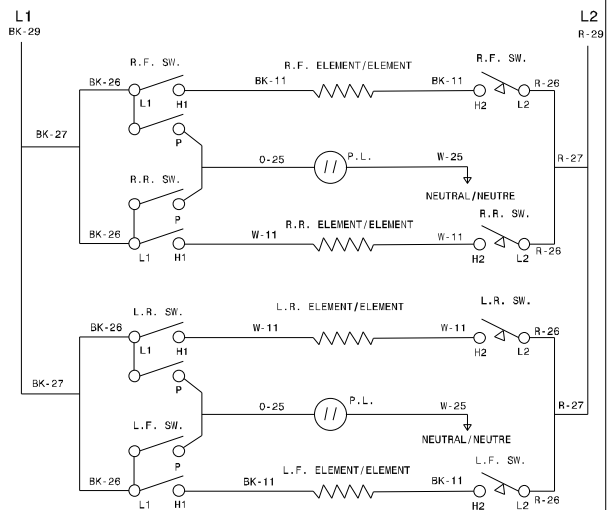 L1 L2
BK-29 R-29
R.F. SW. R.F. ELEMENT/ELEMENT R.F. SW.
BK-26 BK-11 BK-11 R-26
L1 H1 H2 L2
BK-27
P
O-25 P.L. W-25 R-27
R.R. SW. NEUTRAL/NEUTRE
P R.R. ELEMENT/ELEMENT R.R. SW.
BK-26 W-11 W-11
L1 H1 H2 L2 R-26
L.R. SW. L.R. ELEMENT/ELEMENT L.R. SW.
BK-26 W-11 W-11 R-26
L1 H1 H2 L2
BK-27 P
O-25 P.L. W-25 R-27
L.F. SW. NEUTRAL/NEUTRE
P L.F. ELEMENT/ELEMENT L.F. SW.
BK-26 BK-11 BK-11
L1 H1 H2 L2 R-26